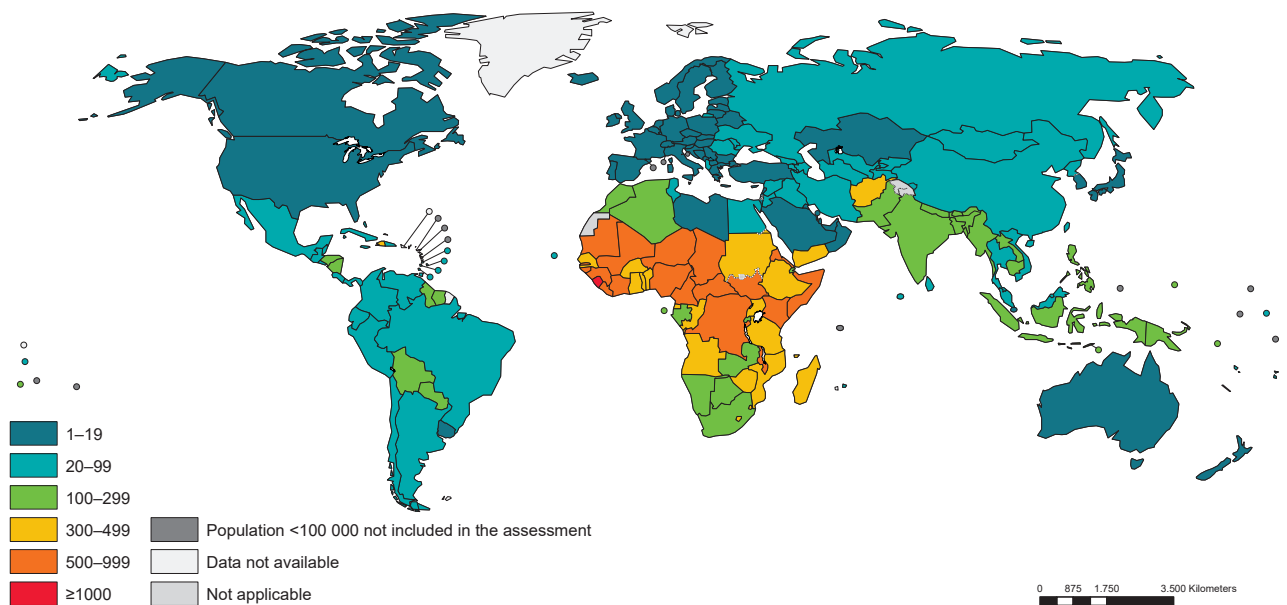 1–19
20–99
100–299
300–499
500–999
≥1000
Population <100 000 not included in the assessment
Data not available
Not applicable
0 875 1.750 3.500 Kilometers